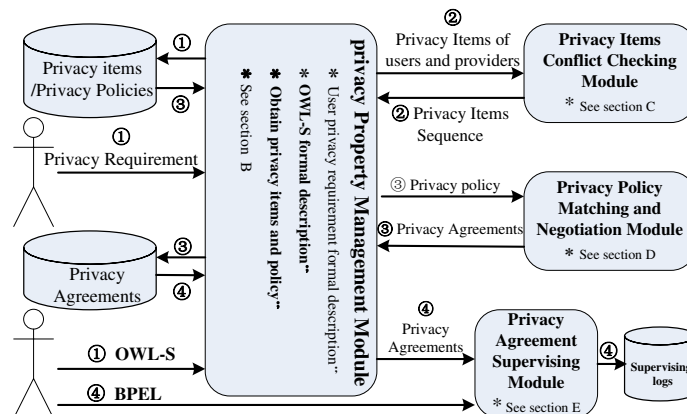 ①
Privacy items
/Privacy Policies
③
①
Privacy Requirement
③
Privacy
Agreements
④
① OWL-S
④ BPEL
privacy Property Management Module
* User privacy requirement formal description"
* OWL-S formal description"
* Obtain privacy items and policy"
* See section B
②
Privacy Items of
users and providers
② Privacy Items
Sequence
③ Privacy policy
③ Privacy Agreements
④
Privacy
Agreements
Privacy Items
Conflict Checking
Module
* See section C
Privacy Policy
Matching and
Negotiation Module
* See section D
Privacy
Agreement
Supervising
Module
* See section E
④
Supervising
logs